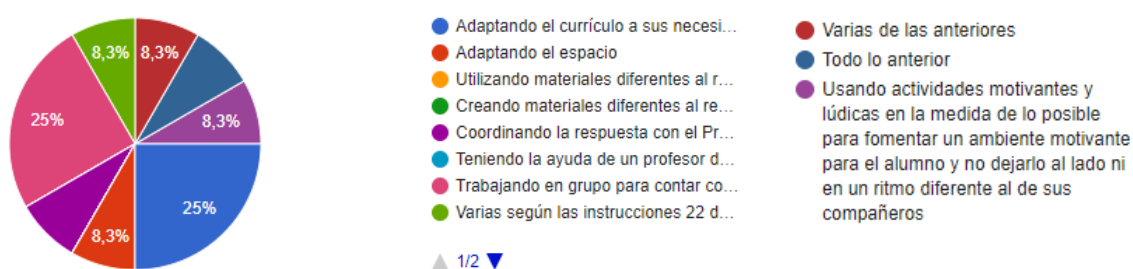 8,3%
8,3%
8,3%
25%
8,3%
25%
Adaptando el currículo a sus necesi...
Adaptando el espacio
Utilizando materiales diferentes al r...
Creando materiales diferentes al re...
Coordinando la respuesta con el Pr...
Teniendo la ayuda de un profesor d...
Trabajando en grupo para contar co...
Varias según las instrucciones 22 d...
1/2
Varias de las anteriores
Todo lo anterior
Usando actividades motivantes y
lúdicas en la medida de lo posible
para fomentar un ambiente motivante
para el alumno y no dejarlo al lado ni
en un ritmo diferente al de sus
compañeros